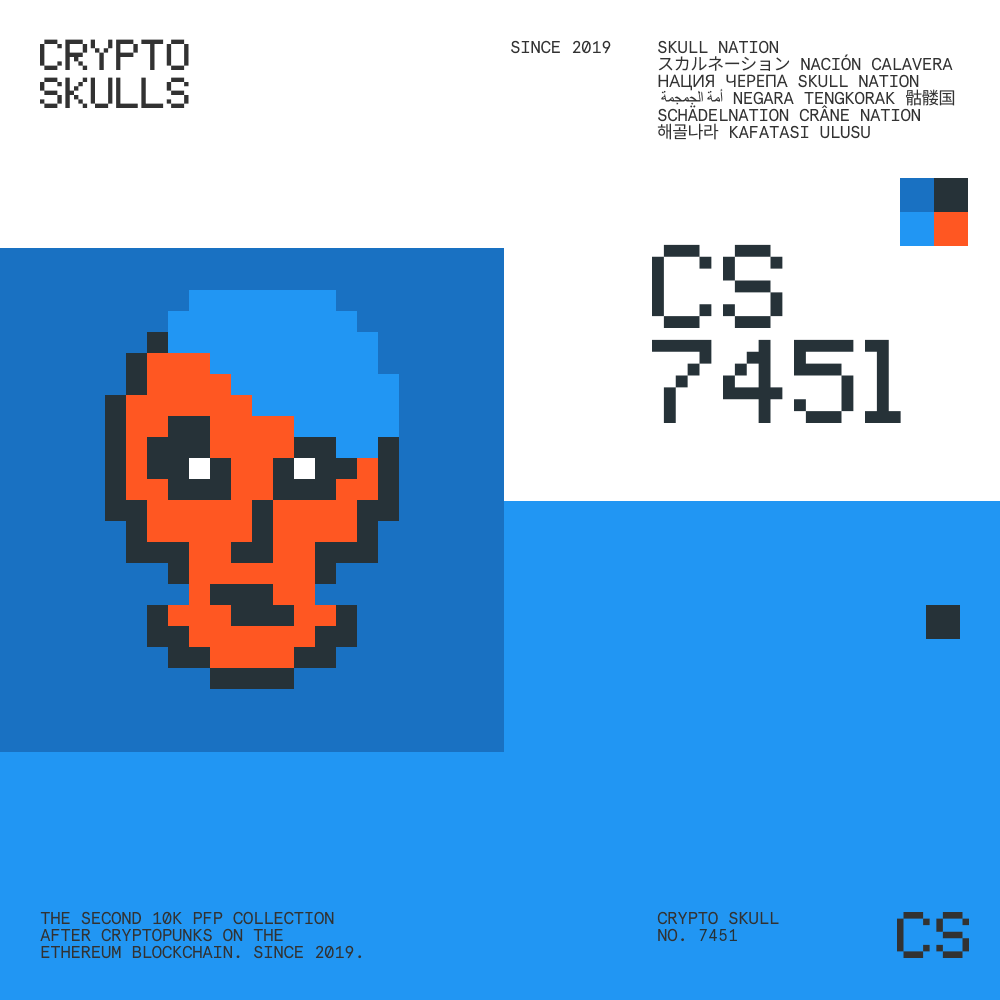 CRYPTO
SKULLS
SINCE 2019
SKULL NATION
スカルネーション NACIÓN CALAVERA
НАЦИЯ ЧЕРЕПА SKULL NATION
أمة الجمجمة NEGARA TENGKORAK 骷髅国
SCHÄDELNATION CRÂNE NATION
해골나라 KAFATASI ULUSU
CS
7451
THE SECOND 10K PFP COLLECTION
AFTER CRYPTOPUNKS ON THE
ETHEREUM BLOCKCHAIN. SINCE 2019.
CRYPTO SKULL
NO. 7451
CS